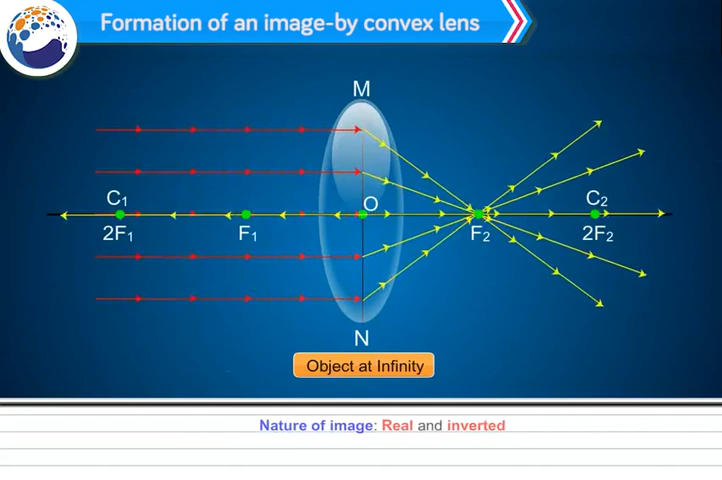 Formation of an image-by convex lens
M
C₁
O
C₂
2F₁
F₁
F₂
2F₂
N
Object at Infinity
Nature of image: Real and inverted